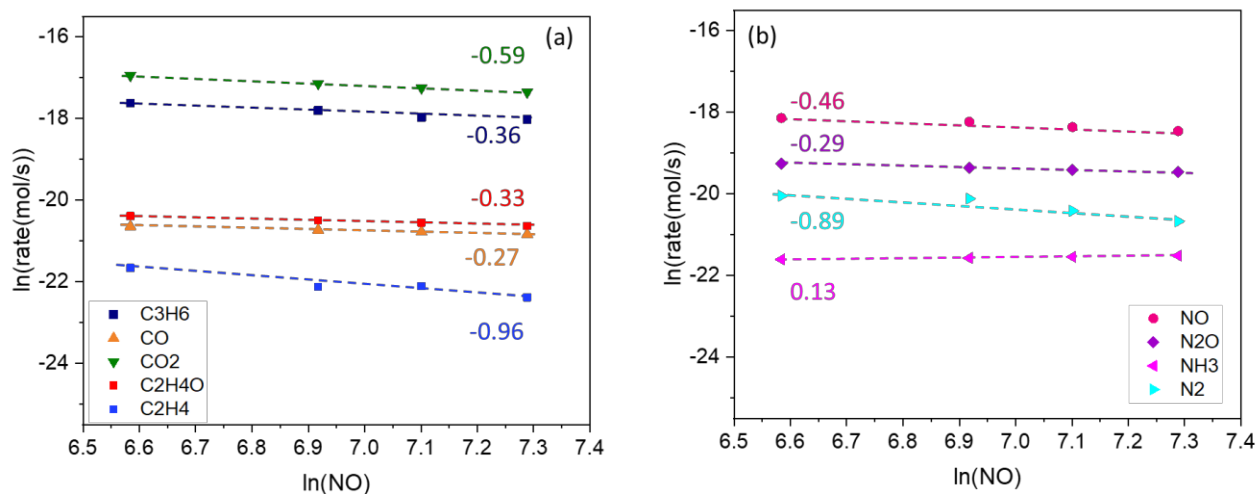 (a)
ln(rate(mol/s))
-16
-18
-20
-22
-24
-0.59
-0.36
-0.33
-0.27
-0.96
C3H6
CO
CO2
C2H4O
C2H4
6.5 6.6 6.7 6.8 6.9 7.0 7.1 7.2 7.3 7.4
ln(NO)
(b)
ln(rate(mol/s))
-16
-18
-20
-22
-24
-0.46
-0.29
-0.89
0.13
NO
N2O
NH3
N2
6.5 6.6 6.7 6.8 6.9 7.0 7.1 7.2 7.3 7.4
ln(NO)